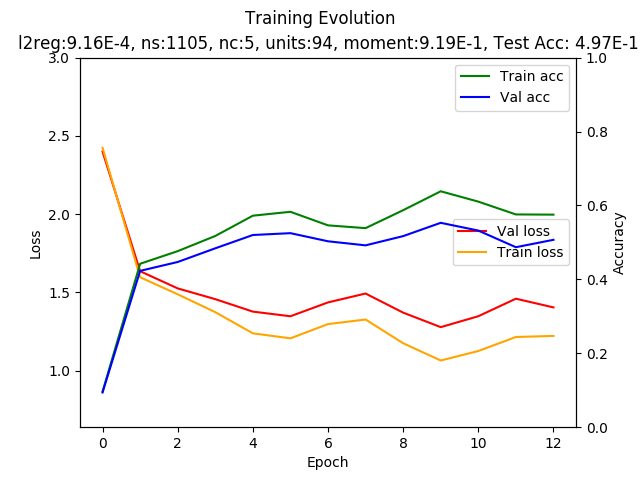 Training Evolution
l2reg:9.16E-4, ns:1105, nc:5, units:94, moment:9.19E-1, Test Acc: 4.97E-1
Train acc
Val acc
Val loss
Train loss
3.0
2.5
2.0
1.5
1.0
Loss
1.0
0.8
0.6
0.4
0.2
0.0
Accuracy
0 2 4 6 8 10 12
Epoch